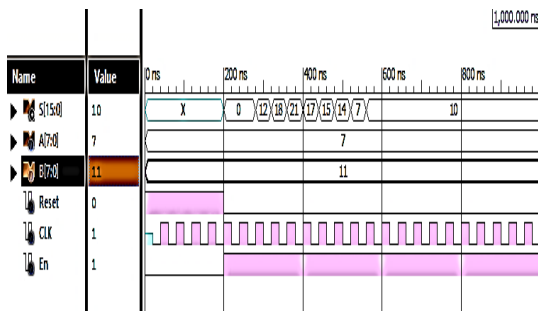 1,000.000 ns
Name Value 0 ns 200 ns 400 ns 600 ns 800 ns
S[15:0] 10 X 0 12 18 21 17 15 14 7 10
A[7:0] 7 7
B[7:0] 11 11
Reset 0
CLK 1
En 1